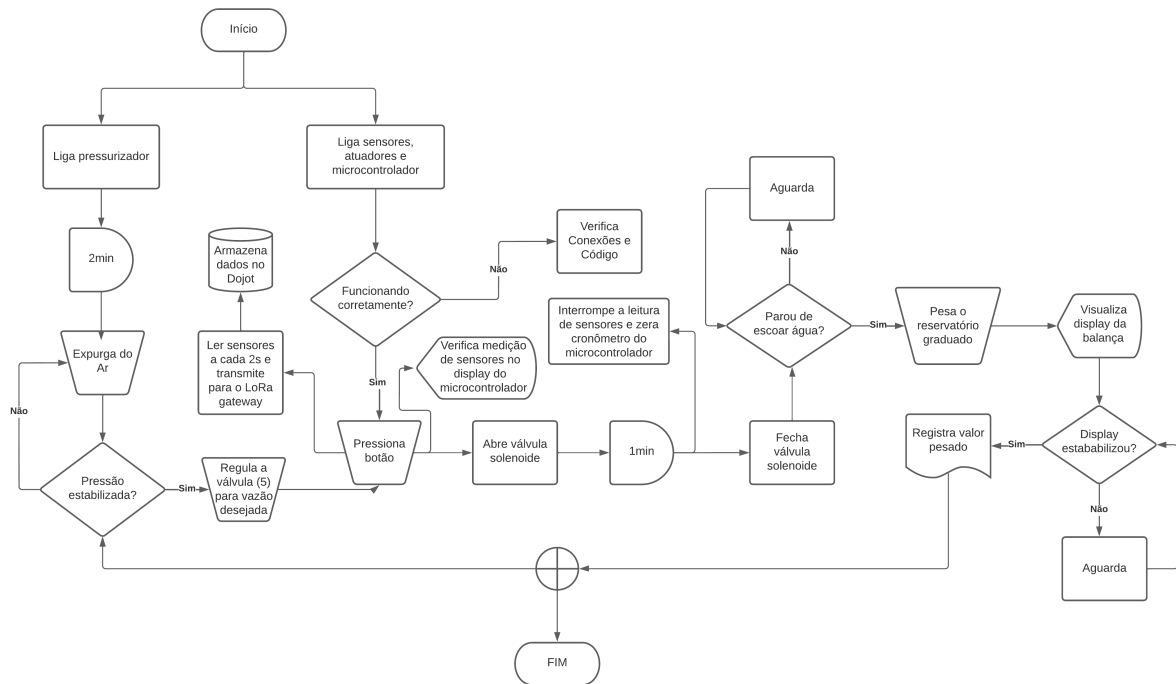 Início
Liga pressurizador
Liga sensores,
atuadores e
microcontrolador
2min
Expurga do
Ar
Não
Pressão
estabilizada?
Sim
Regula a
válvula (5)
para vazão
desejada
Armazena
dados no
Dojot
Ler sensores
a cada 2s e
transmite
para o LoRa
gateway
Funcionando
corretamente?
Não
Verifica
Conexões e
Código
Sim
Verifica medição
de sensores no
display do
microcontrolador
Pressiona
botão
Abre válvula
solenoide
1min
Interrompe a leitura
de sensores e zera
cronômetro do
microcontrolador
Fecha
válvula
solenoide
Aguarda
Não
Parou de
escoar água?
Sim
Pesa o
reservatório
graduado
Visualiza
display da
balança
Display
estababilizou?
Sim
Registra valor
pesado
Não
Aguarda
FIM